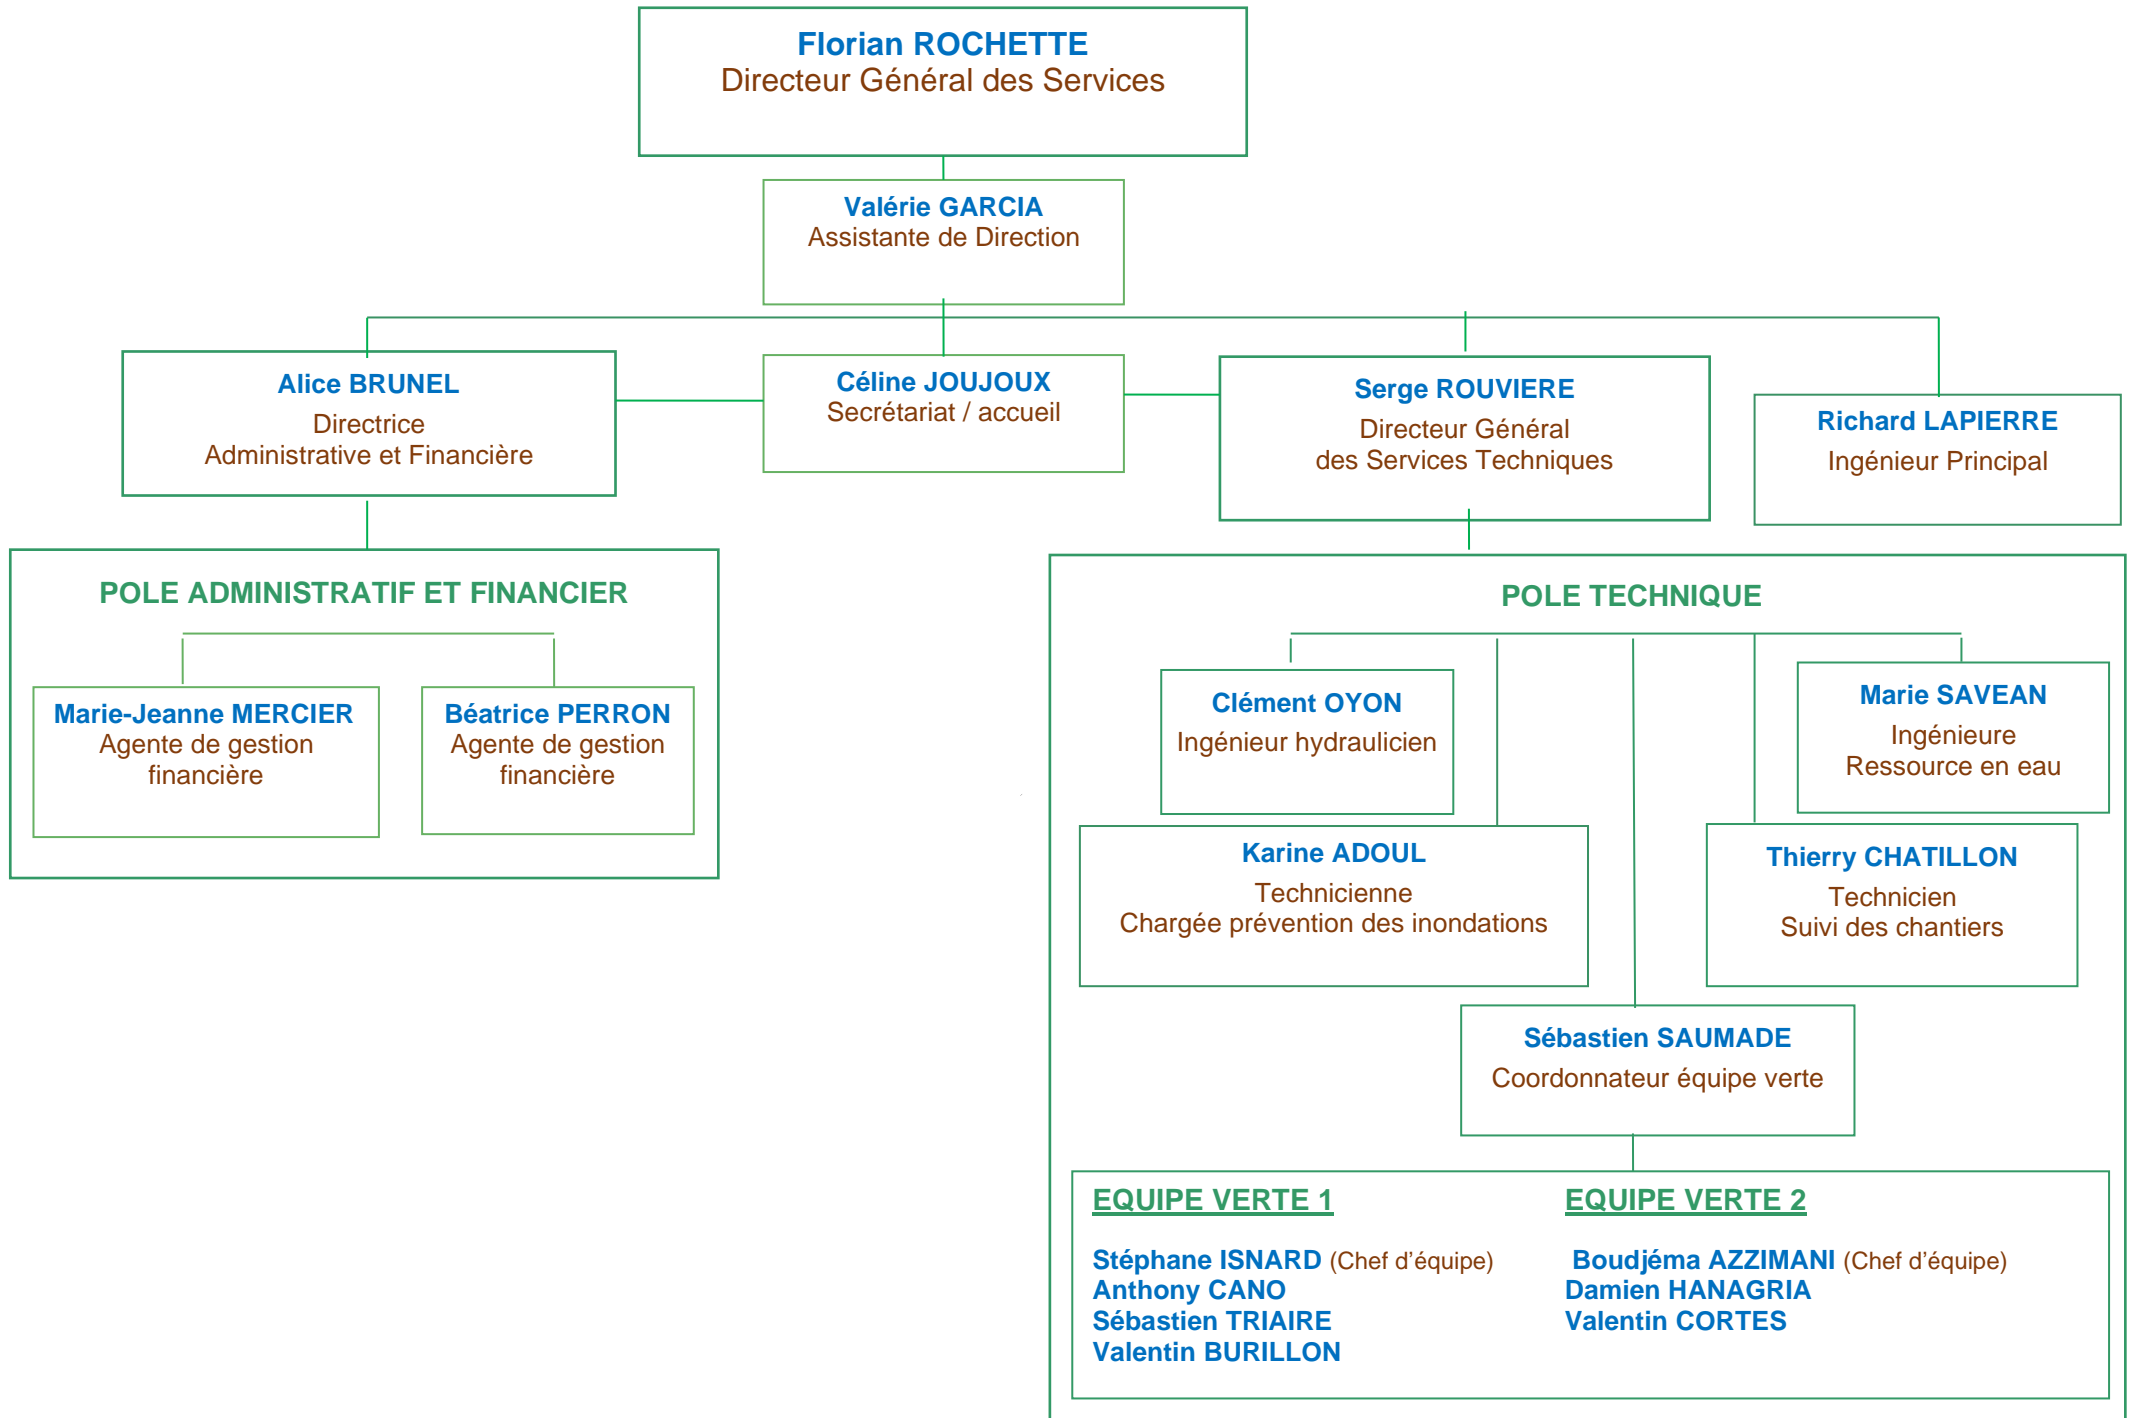 Florian ROCHETTE
Directeur Général des Services
Valérie GARCIA
Assistante de Direction
Alice BRUNEL
Directrice
Administrative et Financière
Céline JOUJOUX
Secrétariat / accueil
Serge ROUVIERE
Directeur Général
des Services Techniques
Richard LAPIERRE
Ingénieur Principal
POLE ADMINISTRATIF ET FINANCIER
Marie-Jeanne MERCIER
Agente de gestion
financière
Béatrice PERRON
Agente de gestion
financière
POLE TECHNIQUE
Clément OYON
Ingénieur hydraulicien
Marie SAVEAN
Ingénieure
Ressource en eau
Karine ADOUL
Technicienne
Chargée prévention des inondations
Thierry CHATILLON
Technicien
Suivi des chantiers
Sébastien SAUMADE
Coordonnateur équipe verte
EQUIPE VERTE 1
Stéphane ISNARD (Chef d’équipe)
Anthony CANO
Sébastien TRIAIRE
Valentin BURILLON
EQUIPE VERTE 2
Boudjéma AZZIMANI (Chef d’équipe)
Damien HANAGRIA
Valentin CORTES